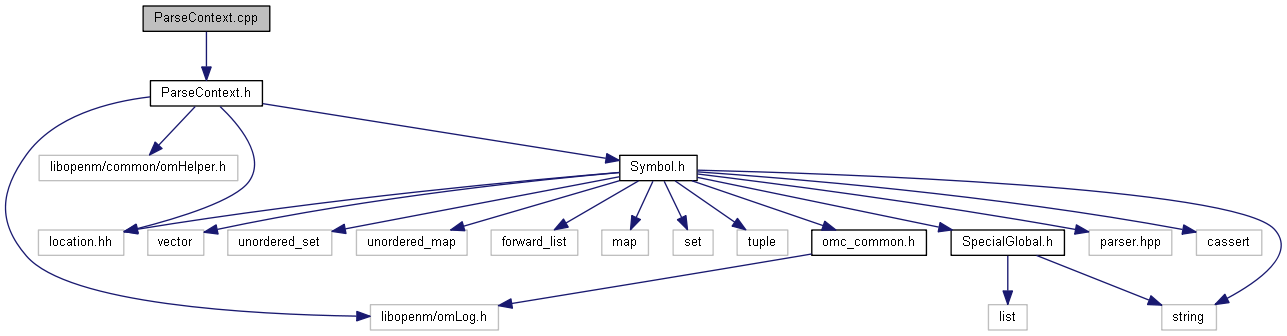 ParseContext.cpp
ParseContext.h
libopenm/common/omHelper.h
Symbol.h
location.hh
vector
unordered_set
unordered_map
forward_list
map
set
tuple
omc_common.h
SpecialGlobal.h
parser.hpp
cassert
libopenm/omLog.h
list
string